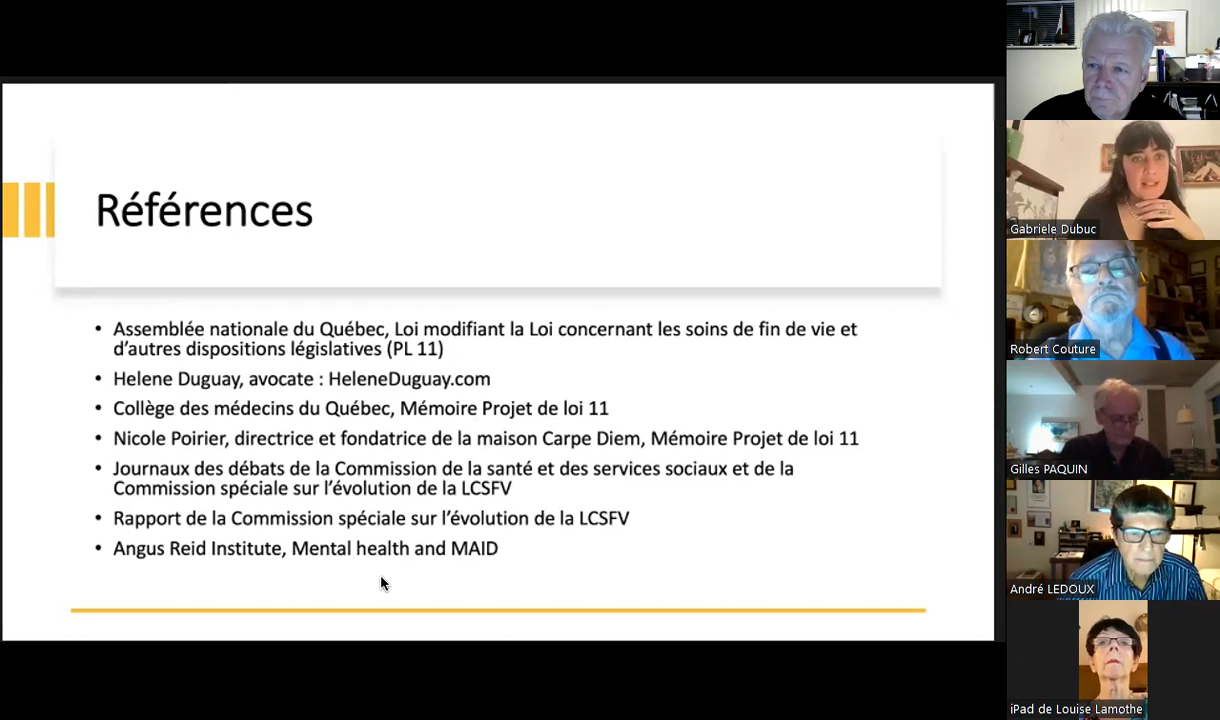 Références
• Assemblée nationale du Québec, Loi modifiant la Loi concernant les soins de fin de vie et
d’autres dispositions législatives (PL 11)
• Helene Duguay, avocate : HeleneDuguay.com
• Collège des médecins du Québec, Mémoire Projet de loi 11
• Nicole Poirier, directrice et fondatrice de la maison Carpe Diem, Mémoire Projet de loi 11
• Journaux des débats de la Commission de la santé et des services sociaux et de la
Commission spéciale sur l’évolution de la LCSFV
• Rapport de la Commission spéciale sur l’évolution de la LCSFV
• Angus Reid Institute, Mental health and MAID
Gabriele Dubuc
Robert Couture
Gilles PAQUIN
André LEDOUX
iPad de Louise Lamothe